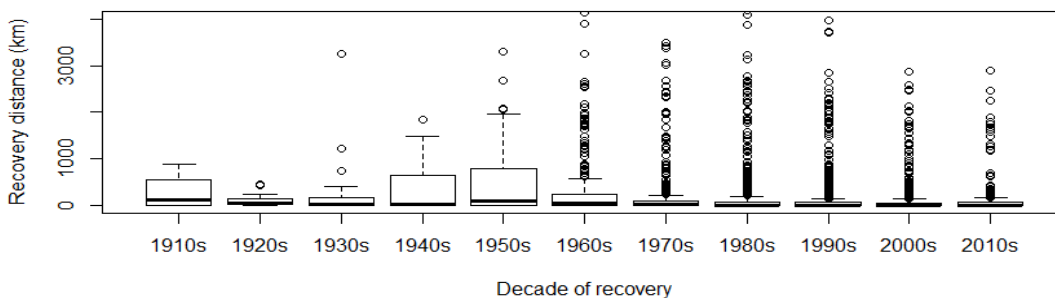 Recovery distance (km)
3000
1000
0
1910s 1920s 1930s 1940s 1950s 1960s 1970s 1980s 1990s 2000s 2010s
Decade of recovery